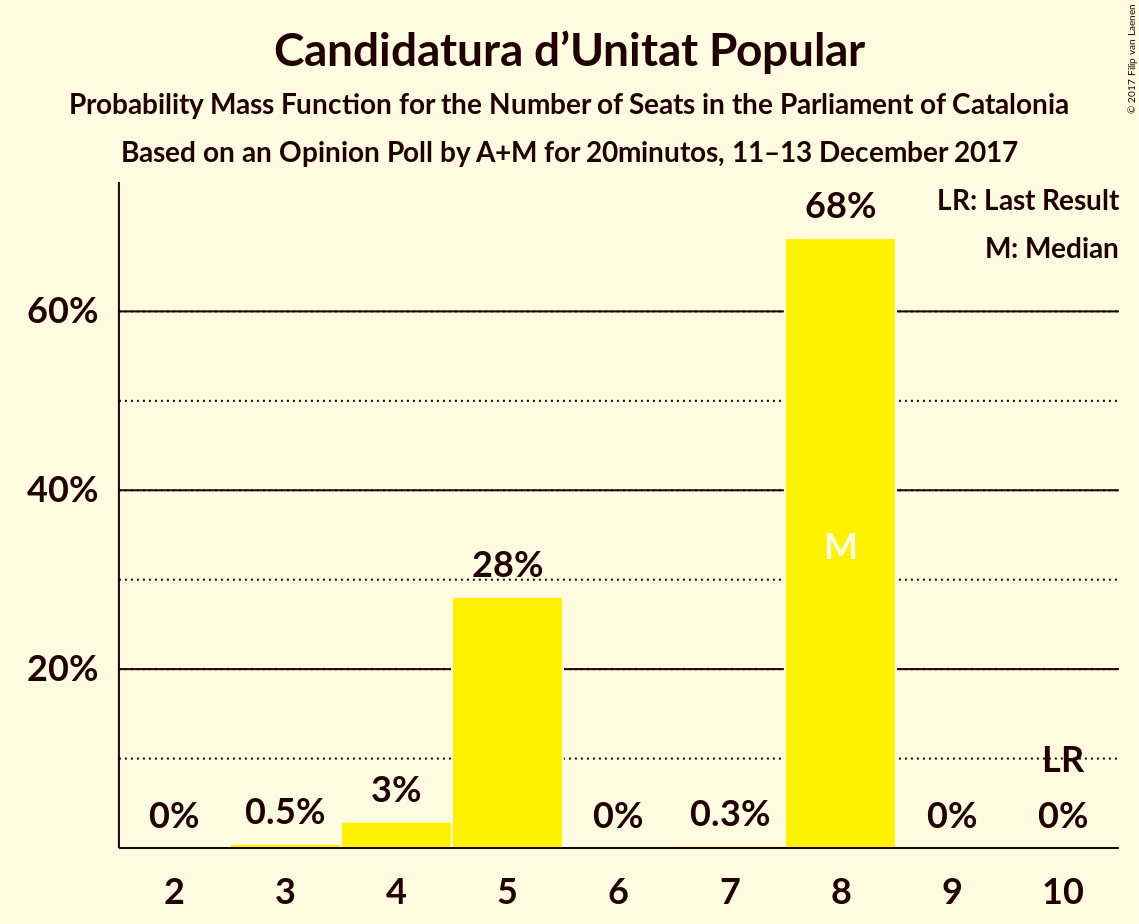 Candidatura d’Unitat Popular
Probability Mass Function for the Number of Seats in the Parliament of Catalonia
Based on an Opinion Poll by A+M for 20minutos, 11–13 December 2017
© 2017 Filip van Laenen
LR: Last Result
M: Median
60%
40%
20%
0%
0.5%
3%
28%
0%
0.3%
68%
M
0%
LR
0%
2 3 4 5 6 7 8 9 10